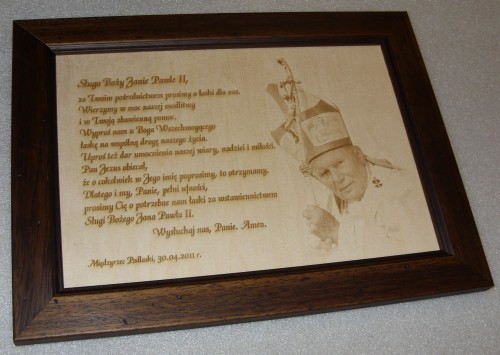 Sługo Boży Janie Pawle II,
za Twoim pośrednictwem prosimy o łaski dla nas.
Wierzymy w moc naszej modlitwy
i w Twoją zbawienną pomoc.
Wyproś nam u Boga Wszechmogącego
łaskę na wspólną drogę naszego życia.
Uproś też dar umocnienia naszej wiary, nadziei i miłości.
Pan Jezus obiecał,
że o cokolwiek w Jego imię poprosimy, to otrzymamy.
Dlatego i my, Panie, pełni ufności,
prosimy Cię o potrzebne nam łaski za wstawiennictwem
Sługi Bożego Jana Pawła II.
Wysłuchaj nas, Panie. Amen.
Międzyrzec Podlaski, 30.04.2011 r.